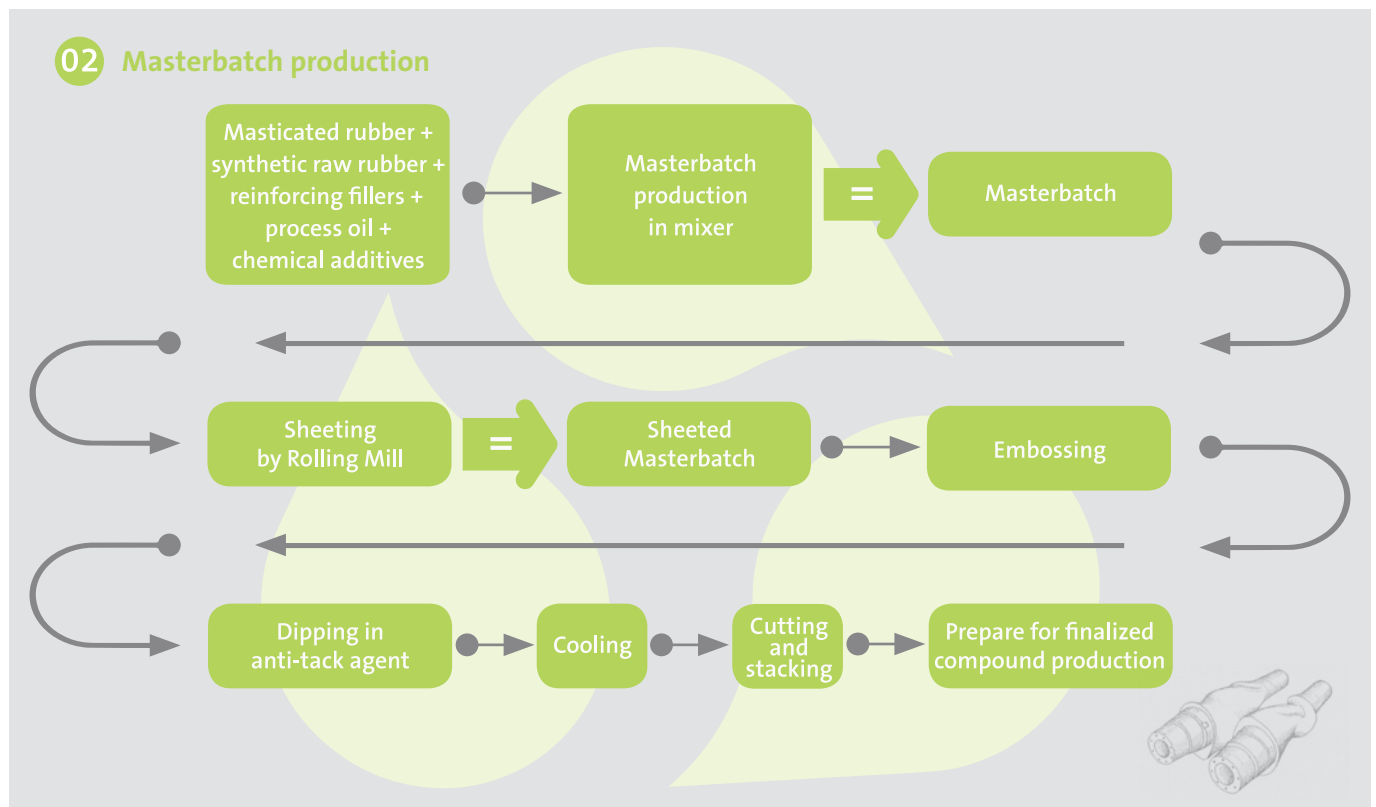 02 Masterbatch production
Masticated rubber +
synthetic raw rubber +
reinforcing fillers +
process oil +
chemical additives
Masterbatch
production
in mixer
=
Masterbatch
Sheeting
by Rolling Mill
=
Sheeted
Masterbatch
Embossing
Dipping in
anti-tack agent
Cooling
Cutting
and
stacking
Prepare for finalized
compound production